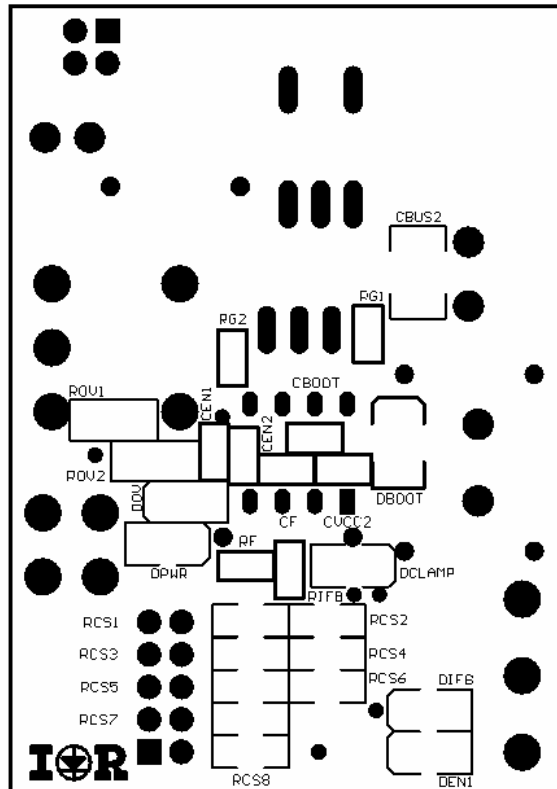 CBUS2
RG1
RG2
CBOOT
ROV1
CEN1
CEN2
ROV2
DOV
DBOOT
CF
CVCC2
RF
DPWR
DCLAMP
RIFB
RCS1
RCS2
RCS3
RCS4
RCS5
RCS6
DIFB
RCS7
IOR
RCS8
DEN1